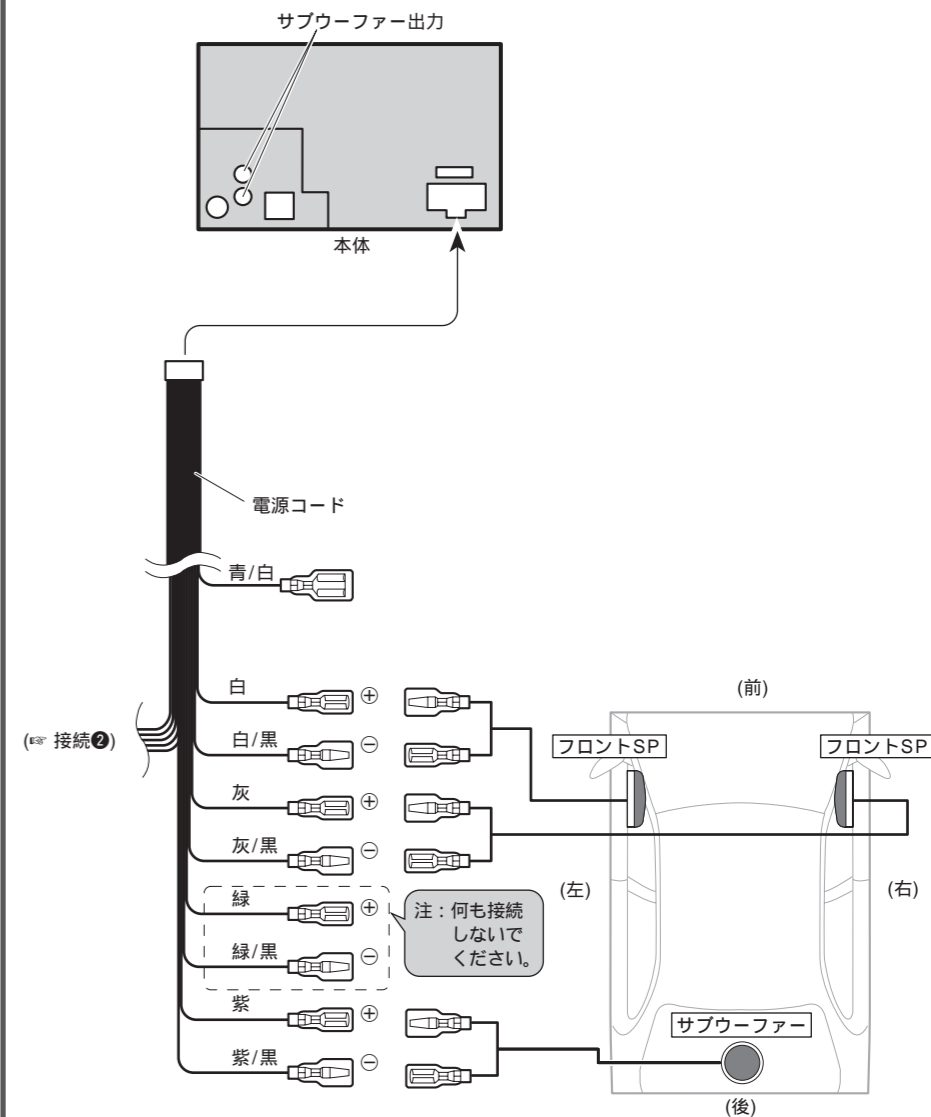 サブウーファー出力
本体
電源コード
青/白
白 ⊕
白/黒 ⊖
灰 ⊕
灰/黒 ⊖
緑 ⊕
緑/黒 ⊖
紫 ⊕
紫/黒 ⊖
(☞ 接続❷)
注：何も接続
しないで
ください。
(前)
フロントSP
フロントSP
(左)
(右)
サブウーファー
(後)